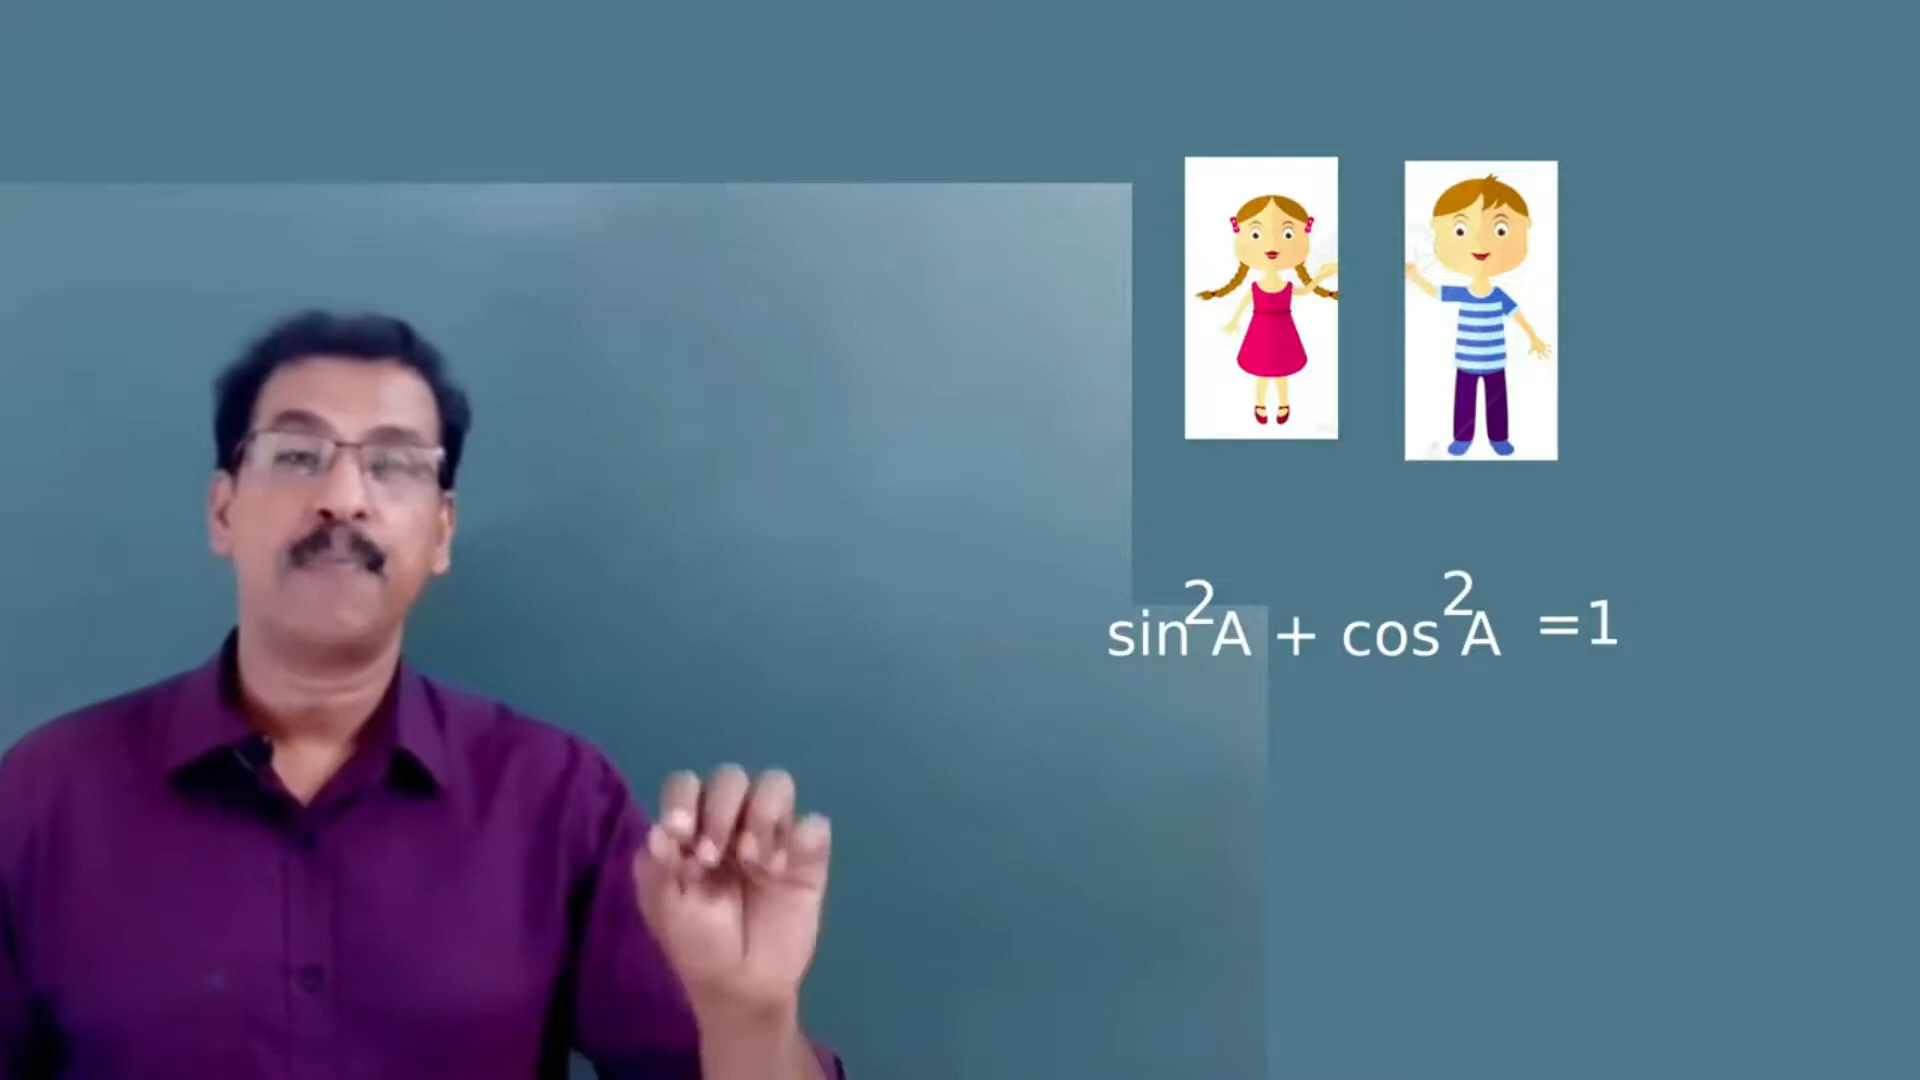 sin²A + cos²A =1